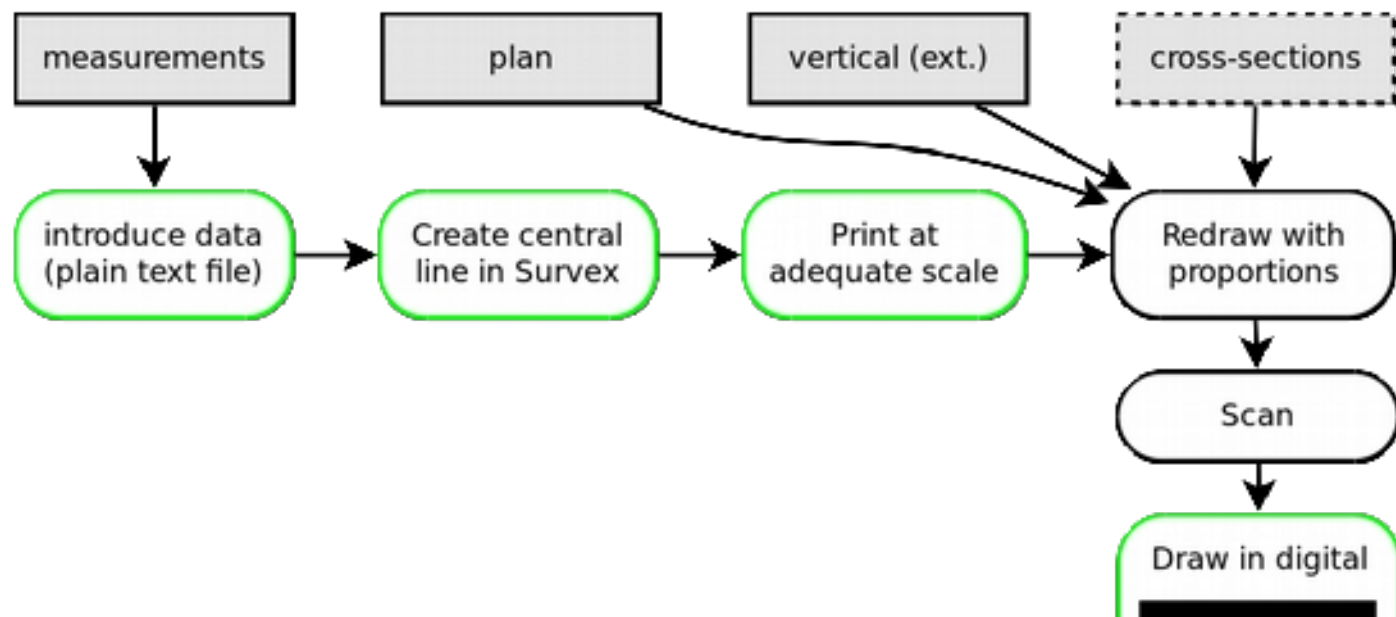 measurements
plan
vertical (ext.)
cross-sections
introduce data
(plain text file)
Create central
line in Survex
Print at
adequate scale
Redraw with
proportions
Scan
Draw in digital